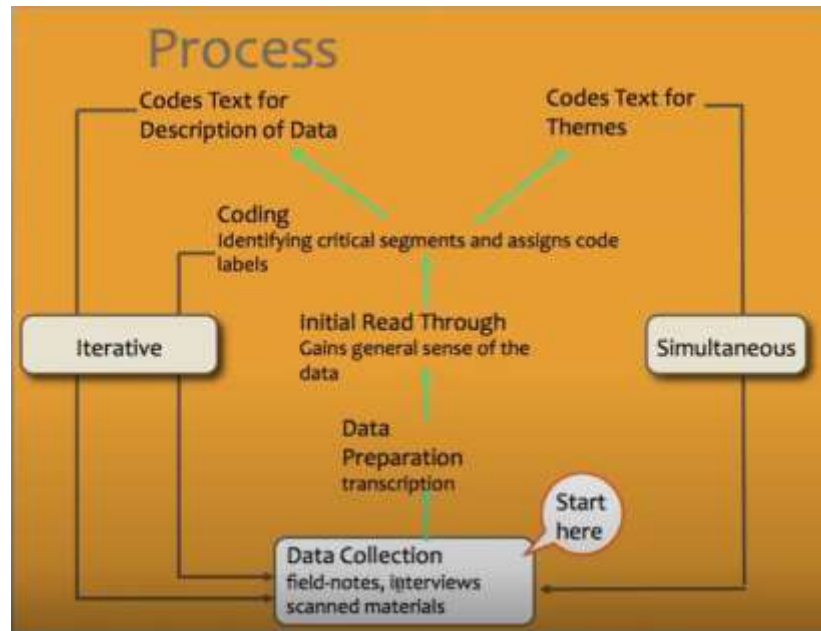 Process
Codes Text for
Description of Data
Codes Text for
Themes
Coding
Identifying critical segments and assigns code
labels
Iterative
Initial Read Through
Gains general sense of the
data
Simultaneous
Data
Preparation
transcription
Start
here
Data Collection
field-notes, interviews
scanned materials